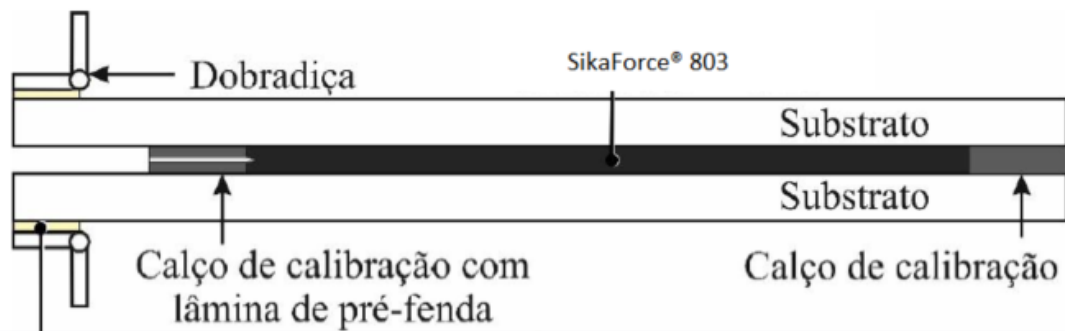 SikaForce® 803
Dobradiça
Substrato
Substrato
Calço de calibração com
lâmina de pré-fenda
Calço de calibração